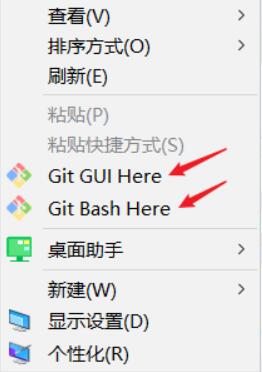 查看(V)
排序方式(O)
刷新(E)
粘贴(P)
粘贴快捷方式(S)
Git GUI Here
Git Bash Here
桌面助手
新建(W)
显示设置(D)
个性化(R)